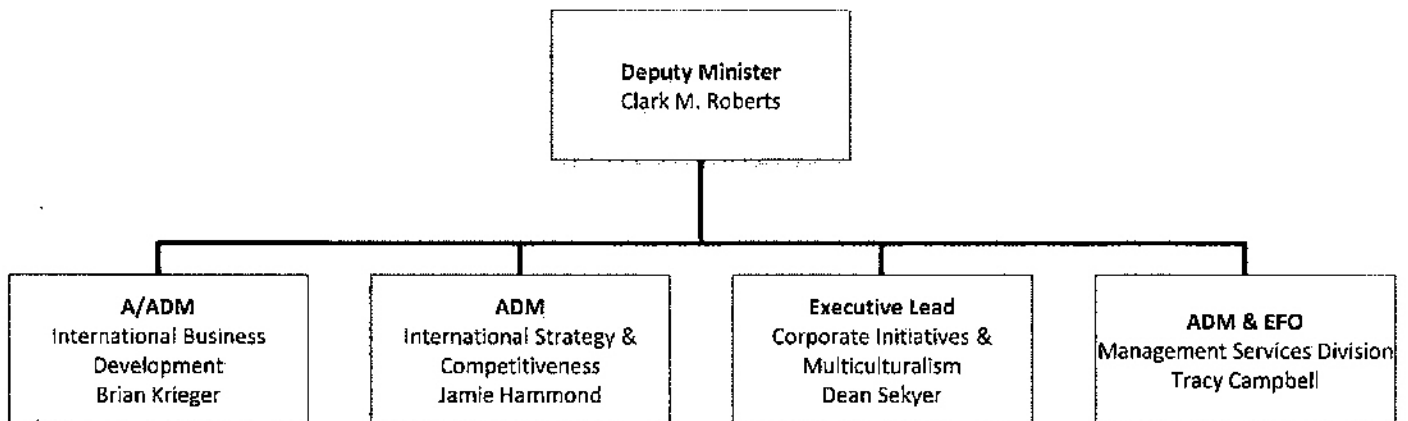 Deputy Minister
Clark M. Roberts
A/ADM
International Business
Development
Brian Krieger
ADM
International Strategy &
Competitiveness
Jamie Hammond
Executive Lead
Corporate Initiatives &
Multiculturalism
Dean Sekyer
ADM & EFO
Management Services Division
Tracy Campbell